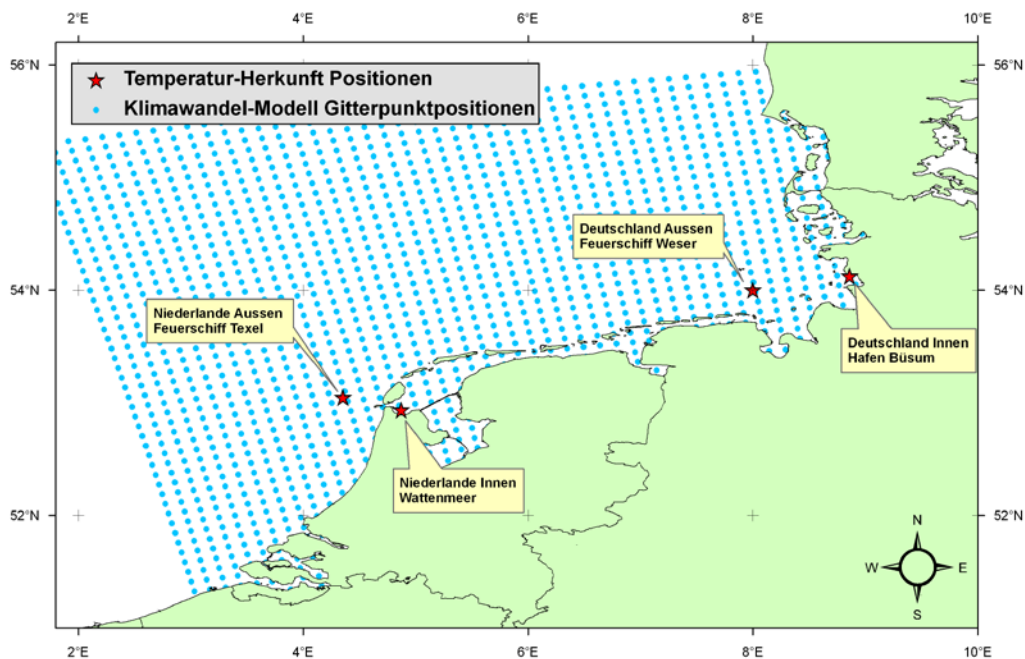 2°E 4°E 6°E 8°E 10°E
56°N 56°N
Temperatur-Herkunft Positionen
Klimawandel-Modell Gitterpunktpositionen
Deutschland Aussen
Feuerschiff Weser
54°N 54°N
Niederlande Aussen
Feuerschiff Texel
Deutschland Innen
Hafen Büsum
Niederlande Innen
Wattenmeer
52°N 52°N
N
W E
S
2°E 4°E 6°E 8°E 10°E